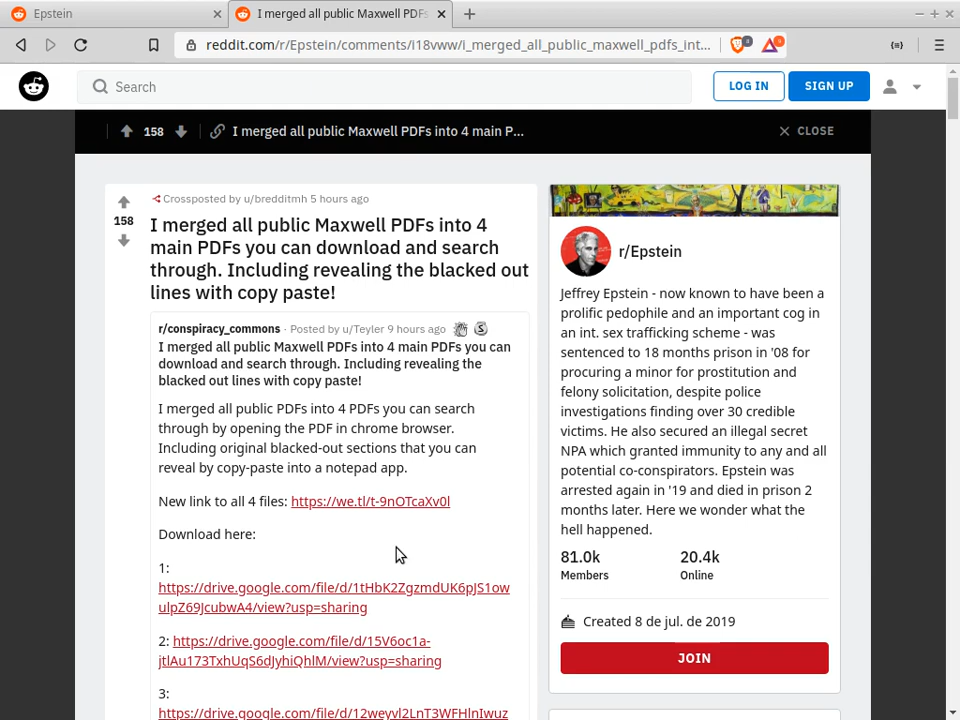 Epstein
I merged all public Maxwell PDFs
reddit.com/r/Epstein/comments/i18vww/i_merged_all_public_maxwell_pdfs_int...
Search
LOG IN
SIGN UP
158
I merged all public Maxwell PDFs into 4 main P...
CLOSE
Crossposted by u/bredditmh 5 hours ago
158
I merged all public Maxwell PDFs into 4
main PDFs you can download and search
through. Including revealing the blacked out
lines with copy paste!
r/conspiracy_commons · Posted by u/Teyler 9 hours ago
I merged all public Maxwell PDFs into 4 main PDFs you can
download and search through. Including revealing the
blacked out lines with copy paste!
I merged all public PDFs into 4 PDFs you can search
through by opening the PDF in chrome browser.
Including original blacked-out sections that you can
reveal by copy-paste into a notepad app.
New link to all 4 files: https://we.tl/t-9nOTcaXv0l
Download here:
1:
https://drive.google.com/file/d/1tHbK2ZgzmdUK6pJS1ow
ulpZ69JcubwA4/view?usp=sharing
2: https://drive.google.com/file/d/15V6oc1a-
jtlAu173TxhUqS6dJyhiQhlM/view?usp=sharing
3:
https://drive.google.com/file/d/12weyvl2LnT3WFHlnIwuz
r/Epstein
Jeffrey Epstein - now known to have been a
prolific pedophile and an important cog in
an int. sex trafficking scheme - was
sentenced to 18 months prison in '08 for
procuring a minor for prostitution and
felony solicitation, despite police
investigations finding over 30 credible
victims. He also secured an illegal secret
NPA which granted immunity to any and all
potential co-conspirators. Epstein was
arrested again in '19 and died in prison 2
months later. Here we wonder what the
hell happened.
81.0k
20.4k
Members
Online
Created 8 de jul. de 2019
JOIN